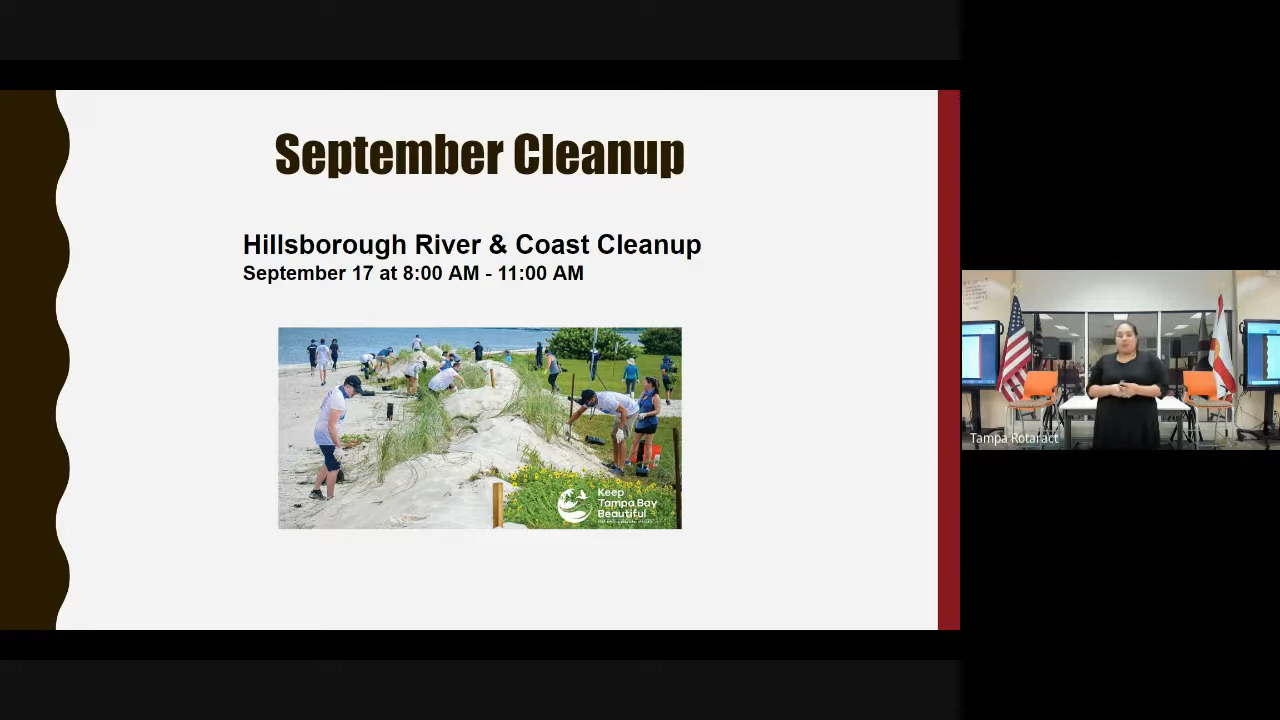 September Cleanup
Hillsborough River & Coast Cleanup
September 17 at 8:00 AM - 11:00 AM
Keep
Tampa Bay
Beautiful
Tampa Rotaract